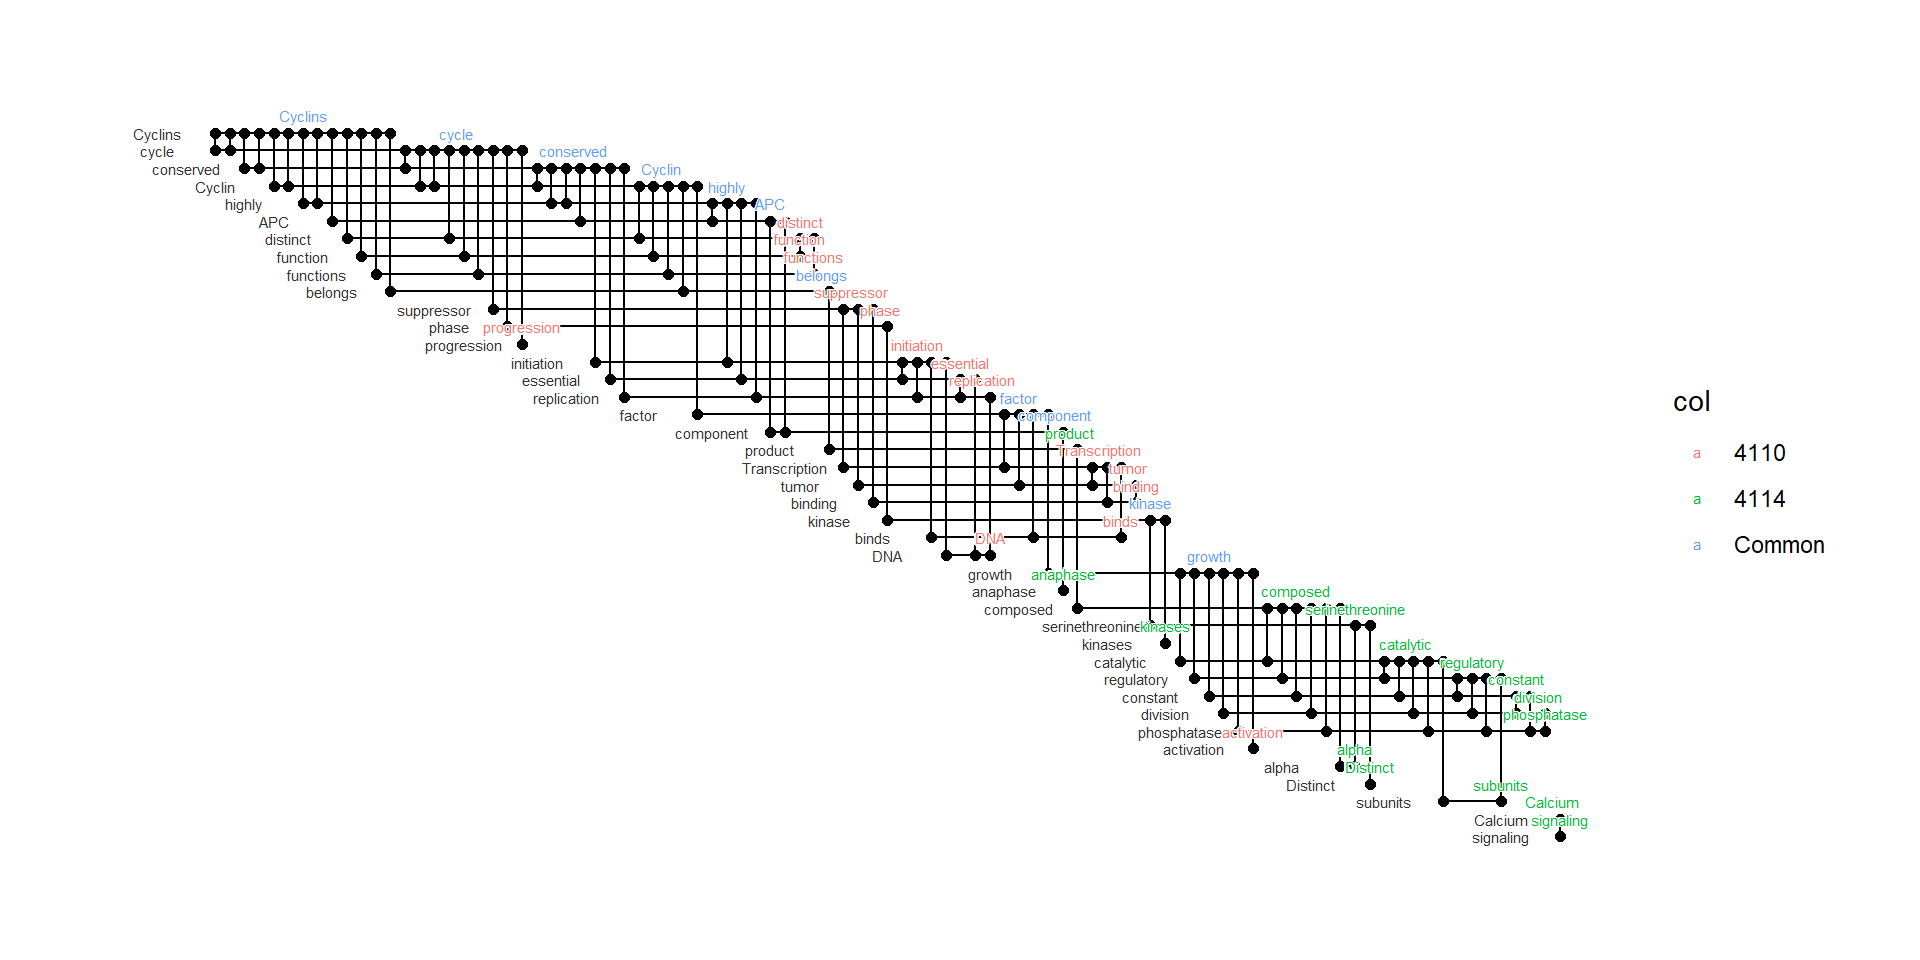 Cyclins
Cyclins
cycle
cycle
conserved
conserved
Cyclin
Cyclin
highly
highly
APC
APC
distinct
distinct
function
function
functions
functions
belongs
belongs
suppressor
suppressor
phase
phase
progression
progression
initiation
initiation
essential
essential
replication
replication
factor
factor
component
component
product
product
Transcription
Transcription
tumor
tumor
binding
binding
kinase
kinase
binds
binds
DNA
DNA
growth
growth
anaphase
anaphase
composed
composed
serinethreonine
serinethreonine
kinases
kinases
catalytic
catalytic
regulatory
regulatory
constant
constant
division
division
phosphatase
phosphatase
activation
activation
alpha
alpha
Distinct
Distinct
subunits
subunits
Calcium
Calcium
signaling
signaling
col
a 4110
a 4114
a Common